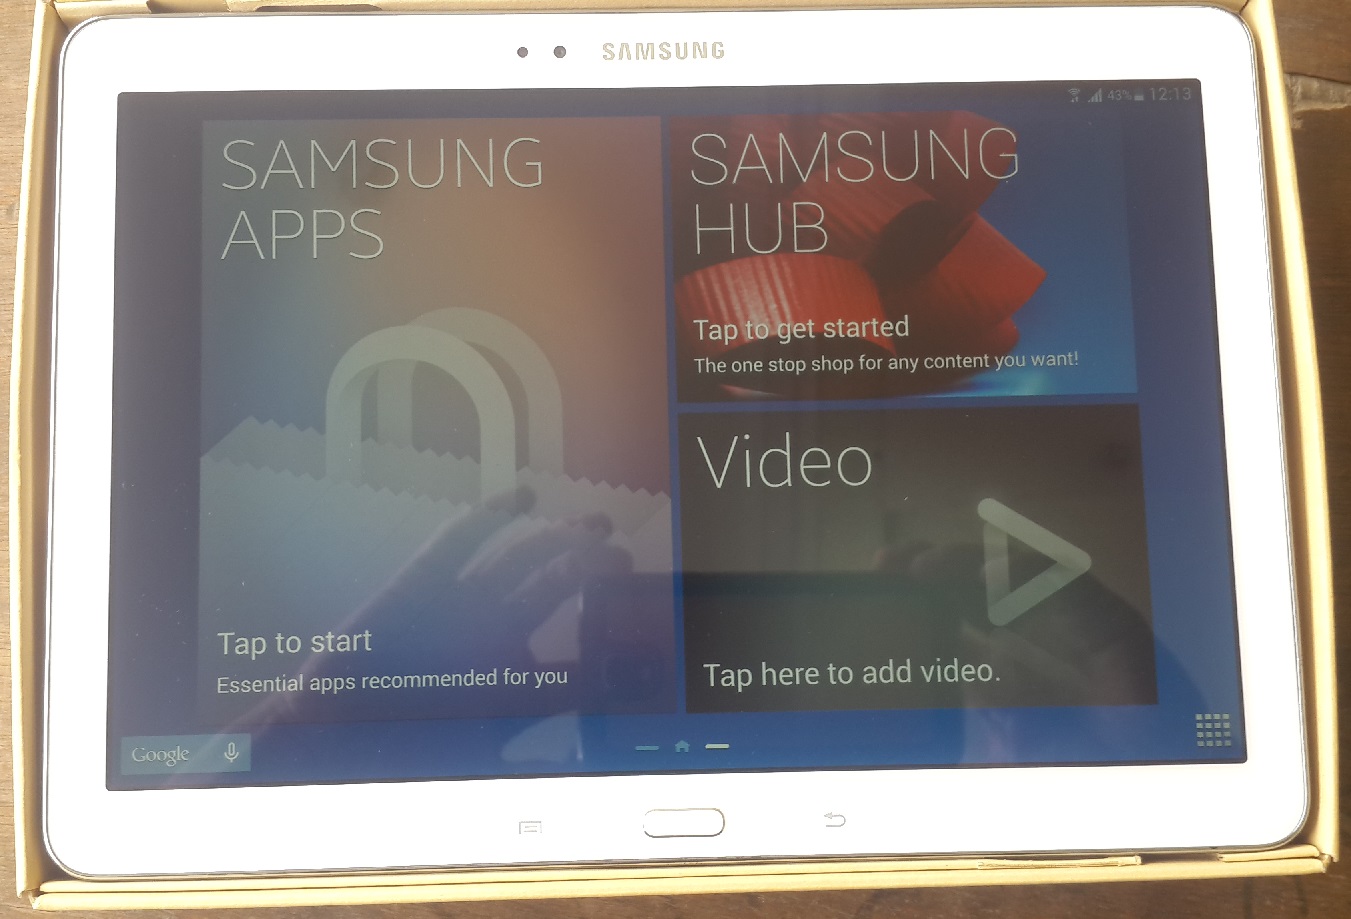 SAMSUNG
43% 12:13
SAMSUNG
APPS
Tap to start
Essential apps recommended for you
SAMSUNG
HUB
Tap to get started
The one stop shop for any content you want!
Video
Tap here to add video.
Google